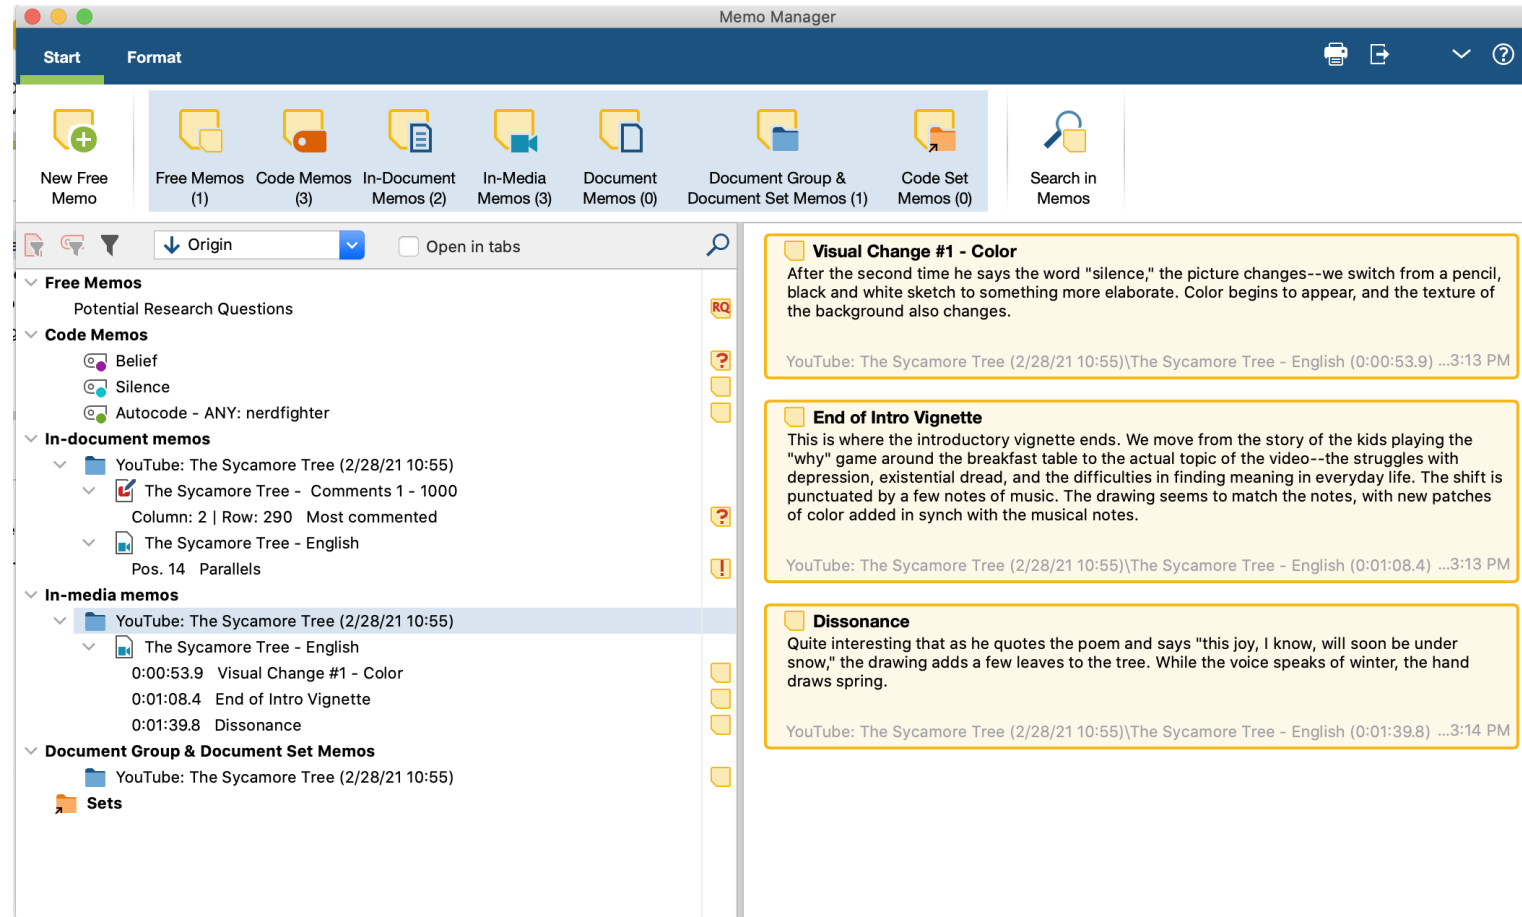 Memo Manager
Start Format
New Free Memo
Free Memos (1)
Code Memos (3)
In-Document Memos (2)
In-Media Memos (3)
Document Memos (0)
Document Group & Document Set Memos (1)
Code Set Memos (0)
Search in Memos
Origin
Open in tabs
Free Memos
Potential Research Questions RQ
Code Memos
Belief ?
Silence
Autocode - ANY: nerdfighter
In-document memos
YouTube: The Sycamore Tree (2/28/21 10:55)
The Sycamore Tree - Comments 1 - 1000
Column: 2 | Row: 290 Most commented ?
The Sycamore Tree - English
Pos. 14 Parallels !
In-media memos
YouTube: The Sycamore Tree (2/28/21 10:55)
The Sycamore Tree - English
0:00:53.9 Visual Change #1 - Color
0:01:08.4 End of Intro Vignette
0:01:39.8 Dissonance
Document Group & Document Set Memos
YouTube: The Sycamore Tree (2/28/21 10:55)
Sets
Visual Change #1 - Color
After the second time he says the word "silence," the picture changes--we switch from a pencil,
black and white sketch to something more elaborate. Color begins to appear, and the texture of
the background also changes.
YouTube: The Sycamore Tree (2/28/21 10:55)\The Sycamore Tree - English (0:00:53.9) ...3:13 PM
End of Intro Vignette
This is where the introductory vignette ends. We move from the story of the kids playing the
"why" game around the breakfast table to the actual topic of the video--the struggles with
depression, existential dread, and the difficulties in finding meaning in everyday life. The shift is
punctuated by a few notes of music. The drawing seems to match the notes, with new patches
of color added in synch with the musical notes.
YouTube: The Sycamore Tree (2/28/21 10:55)\The Sycamore Tree - English (0:01:08.4) ...3:13 PM
Dissonance
Quite interesting that as he quotes the poem and says "this joy, I know, will soon be under
snow," the drawing adds a few leaves to the tree. While the voice speaks of winter, the hand
draws spring.
YouTube: The Sycamore Tree (2/28/21 10:55)\The Sycamore Tree - English (0:01:39.8) ...3:14 PM